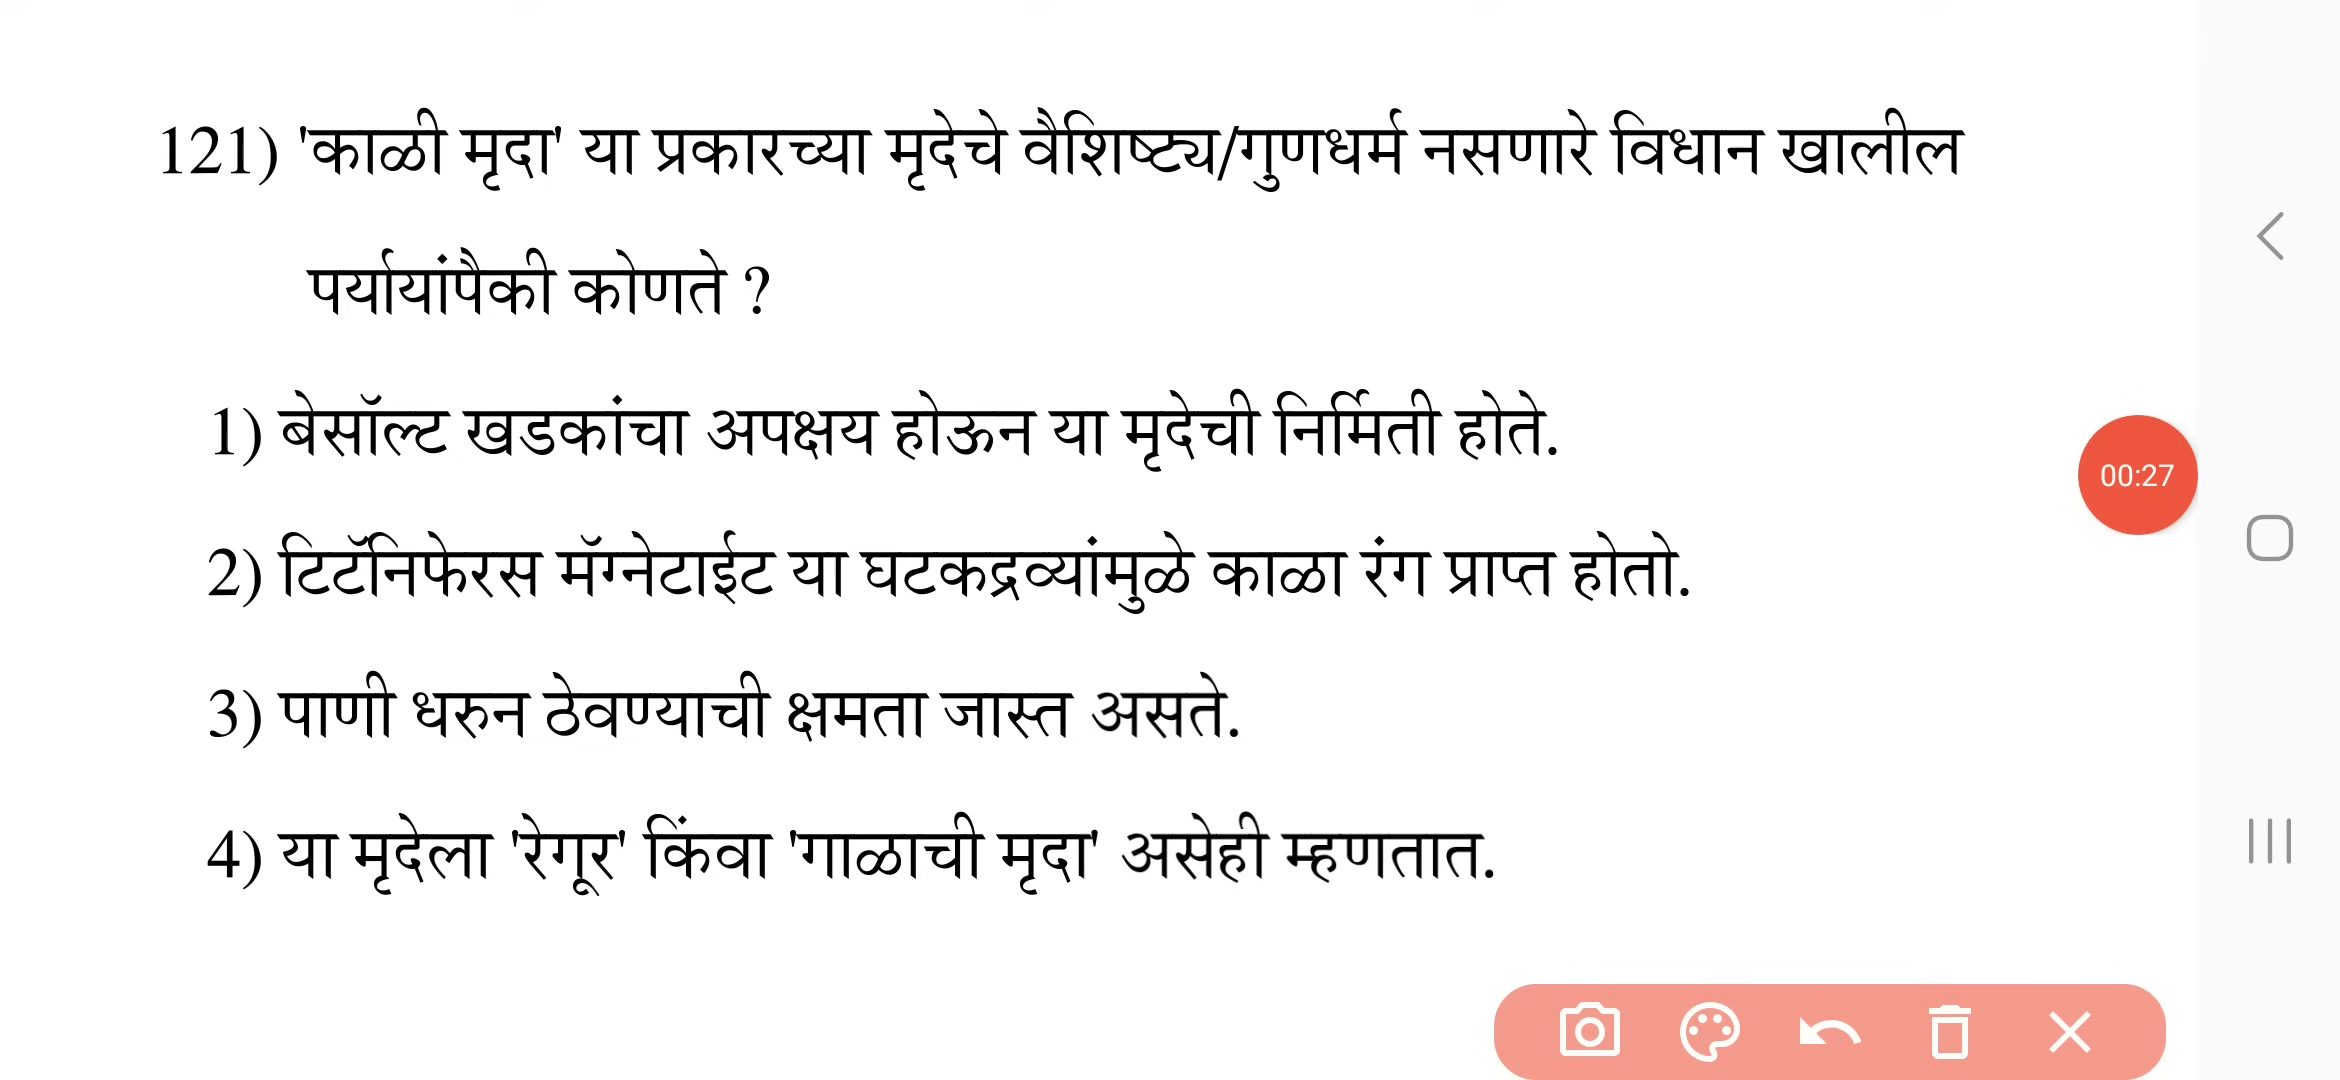 121) 'काळी मृदा' या प्रकारच्या मृदेचे वैशिष्ट्य/गुणधर्म नसणारे विधान खालील
पर्यायांपैकी कोणते ?
1) बेसॉल्ट खडकांचा अपक्षय होऊन या मृदेची निर्मिती होते.
2) टिटॅनिफेरस मॅग्नेटाईट या घटकद्रव्यांमुळे काळा रंग प्राप्त होतो.
00:27
3) पाणी धरुन ठेवण्याची क्षमता जास्त असते.
4) या मृदेला 'रेगूर' किंवा 'गाळाची मृदा' असेही म्हणतात.